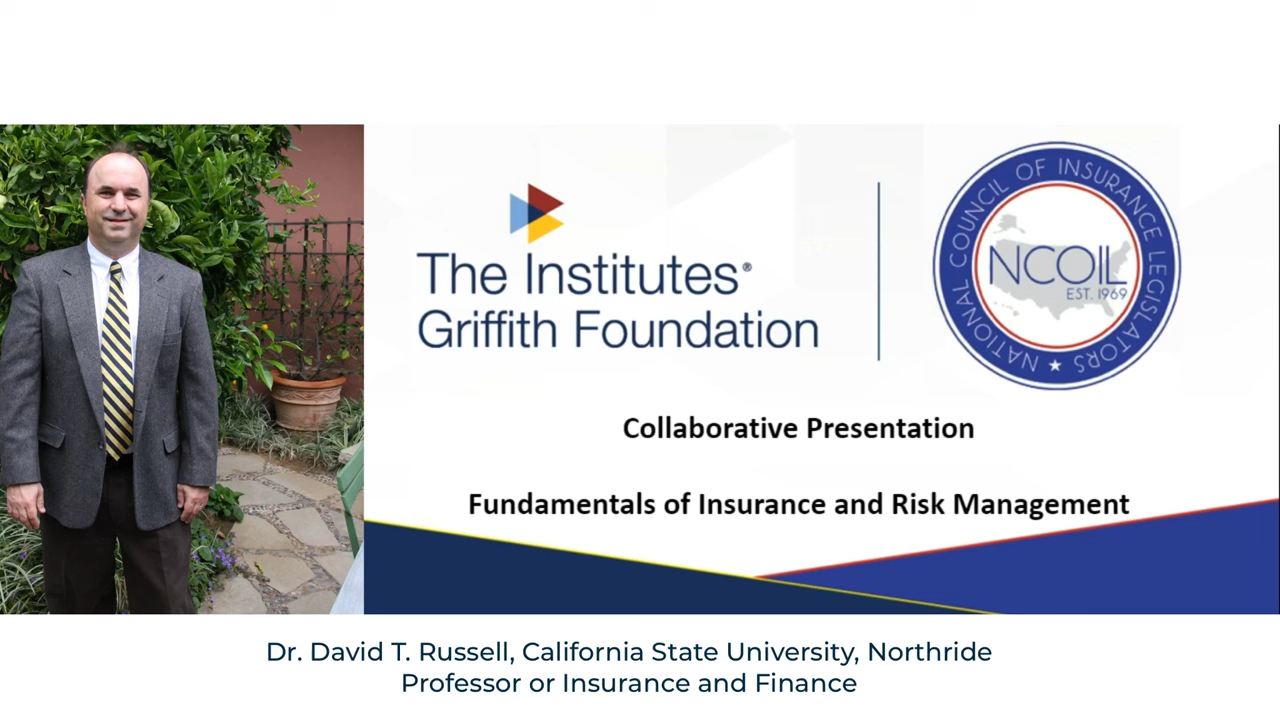 The Institutes®
Griffith Foundation
NATIONAL COUNCIL OF INSURANCE LEGISLATORS
NCOIL
EST. 1969
Collaborative Presentation
Fundamentals of Insurance and Risk Management
Dr. David T. Russell, California State University, Northride
Professor or Insurance and Finance